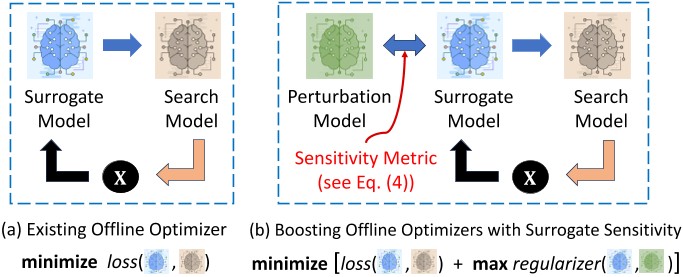 Surrogate Model
Search Model
X
(a) Existing Offline Optimizer
minimize loss( , )
Perturbation Model
Surrogate Model
Search Model
Sensitivity Metric
(see Eq. (4))
X
(b) Boosting Offline Optimizers with Surrogate Sensitivity
minimize [loss( , ) + max regularizer( , )]